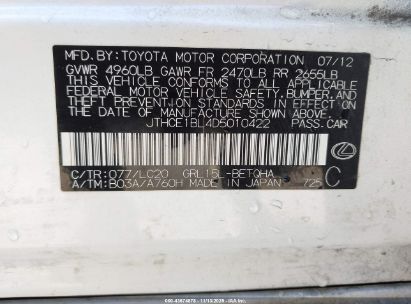 MFD.BY: TOYOTA MOTOR CORPORATION 07/12
GVWR 4960LB GAWR FR 2470LB RR 2655LB
THIS VEHICLE CONFORMS TO ALL APPLICABLE
FEDERAL MOTOR VEHICLE SAFETY, BUMPER,
AND THEFT PREVENTION STANDARDS IN EFFECT ON
THE DATE OF MANUFACTURE SHOWN ABOVE.
JTHCE1BL4D5010422 PASS.CAR
C/TR: 077/LC20 GRL15L-BETQHA
A/TM: B03A/A760H MADE IN JAPAN 725 C